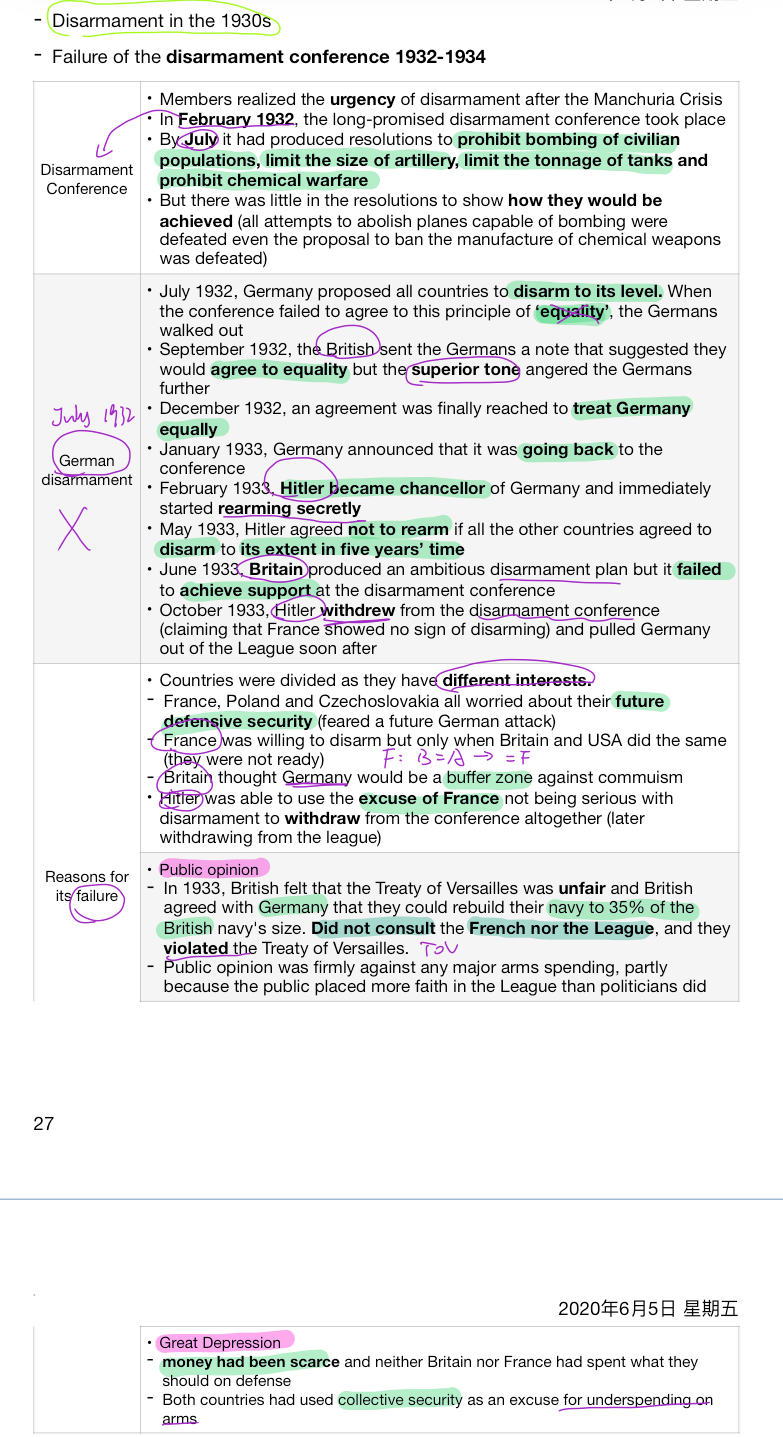 - Disarmament in the 1930s
- Failure of the disarmament conference 1932-1934
Disarmament
Conference
• Members realized the urgency of disarmament after the Manchuria Crisis
• In February 1932, the long-promised disarmament conference took place
• By July it had produced resolutions to prohibit bombing of civilian
populations, limit the size of artillery, limit the tonnage of tanks and
prohibit chemical warfare
• But there was little in the resolutions to show how they would be
achieved (all attempts to abolish planes capable of bombing were
defeated even the proposal to ban the manufacture of chemical weapons
was defeated)
July 1932
German
disarmament
X
• July 1932, Germany proposed all countries to disarm to its level. When
the conference failed to agree to this principle of ‘equality’, the Germans
walked out
• September 1932, the British sent the Germans a note that suggested they
would agree to equality but the superior tone angered the Germans
further
• December 1932, an agreement was finally reached to treat Germany
equally
• January 1933, Germany announced that it was going back to the
conference
• February 1933, Hitler became chancellor of Germany and immediately
started rearming secretly
• May 1933, Hitler agreed not to rearm if all the other countries agreed to
disarm to its extent in five years’ time
• June 1933, Britain produced an ambitious disarmament plan but it failed
to achieve support at the disarmament conference
• October 1933, Hitler withdrew from the disarmament conference
(claiming that France showed no sign of disarming) and pulled Germany
out of the League soon after
Reasons for
its failure
• Countries were divided as they have different interests.
- France, Poland and Czechoslovakia all worried about their future
defensive security (feared a future German attack)
- France was willing to disarm but only when Britain and USA did the same
(they were not ready) F: B=A → =F
- Britain thought Germany would be a buffer zone against commuism
• Hitler was able to use the excuse of France not being serious with
disarmament to withdraw from the conference altogether (later
withdrawing from the league)
• Public opinion
- In 1933, British felt that the Treaty of Versailles was unfair and British
agreed with Germany that they could rebuild their navy to 35% of the
British navy's size. Did not consult the French nor the League, and they
violated the Treaty of Versailles. ToV
- Public opinion was firmly against any major arms spending, partly
because the public placed more faith in the League than politicians did
27
2020年6月5日 星期五
• Great Depression
- money had been scarce and neither Britain nor France had spent what they
should on defense
- Both countries had used collective security as an excuse for underspending on
arms